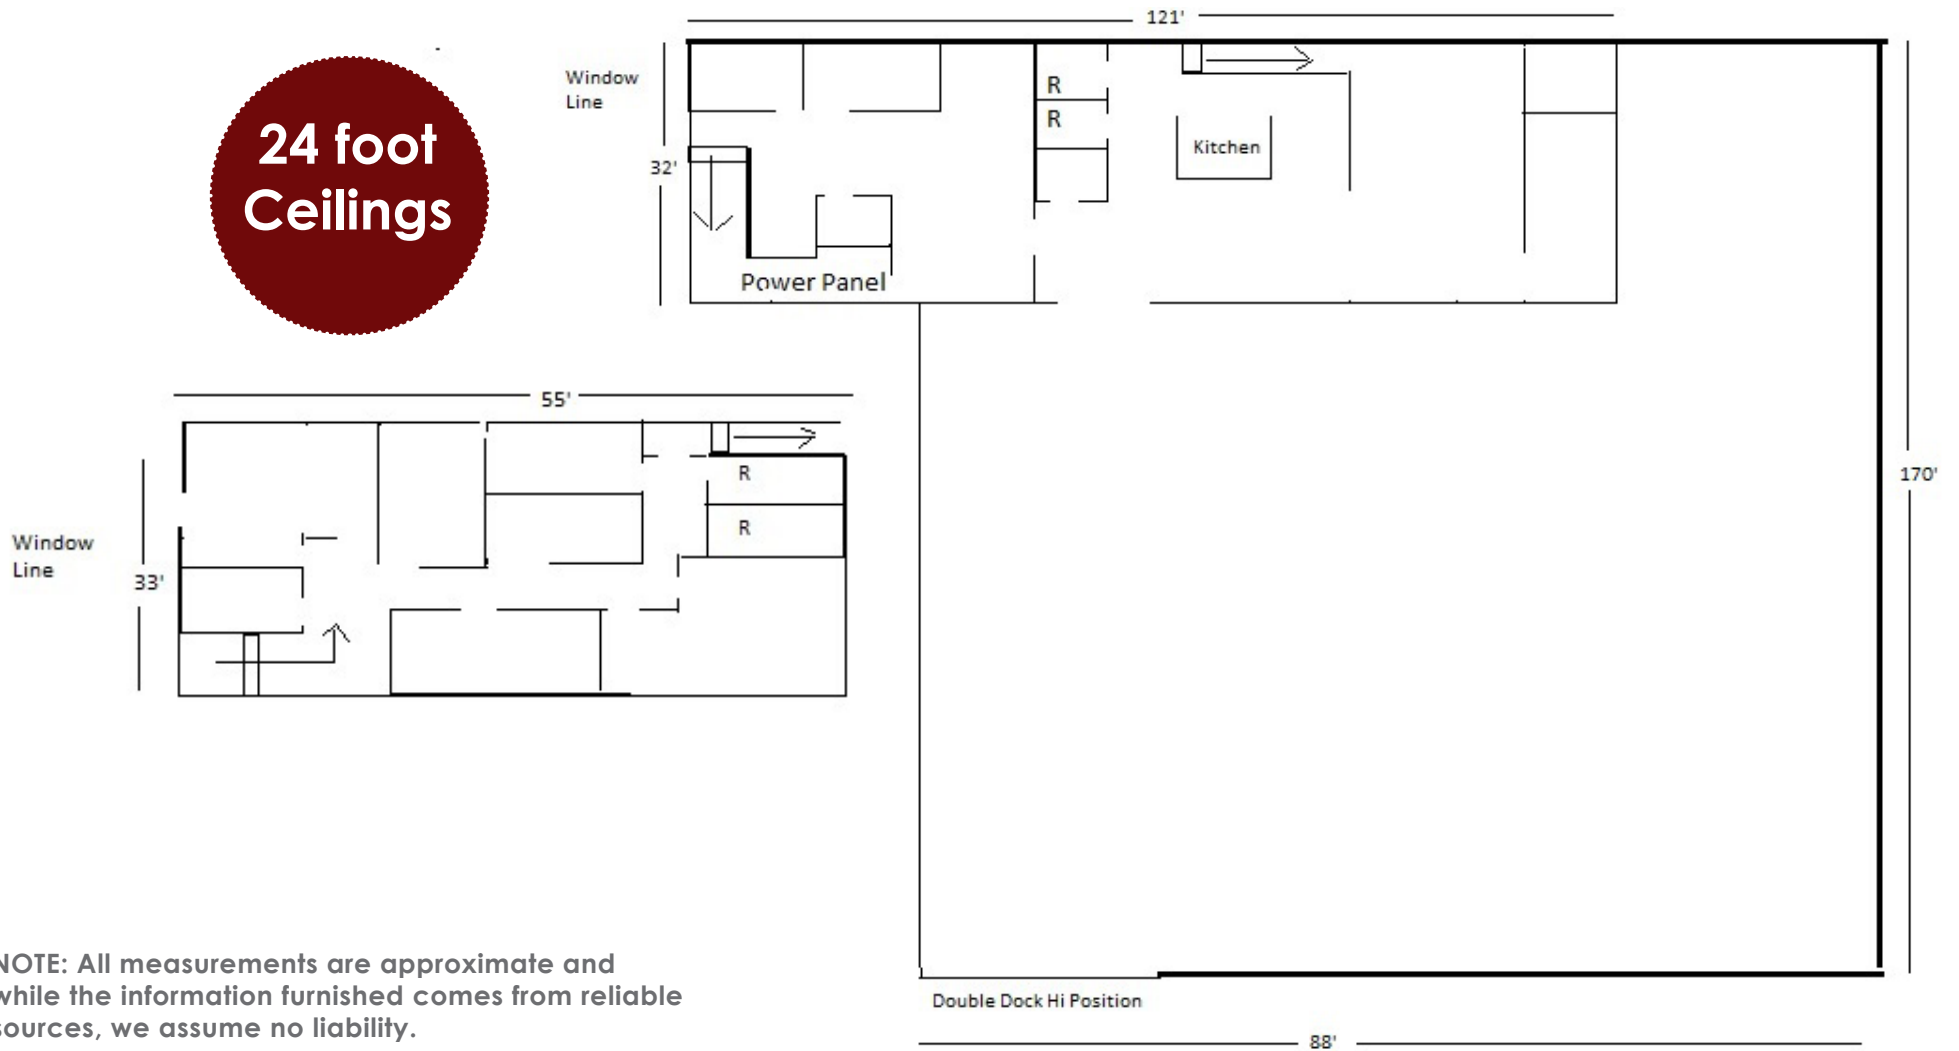 121'
24 foot
Ceilings
Window
Line
32'
R
R
Kitchen
Power Panel
55'
R
R
Window
Line
33'
170'
NOTE: All measurements are approximate and
while the information furnished comes from reliable
sources, we assume no liability.
Double Dock Hi Position
88'